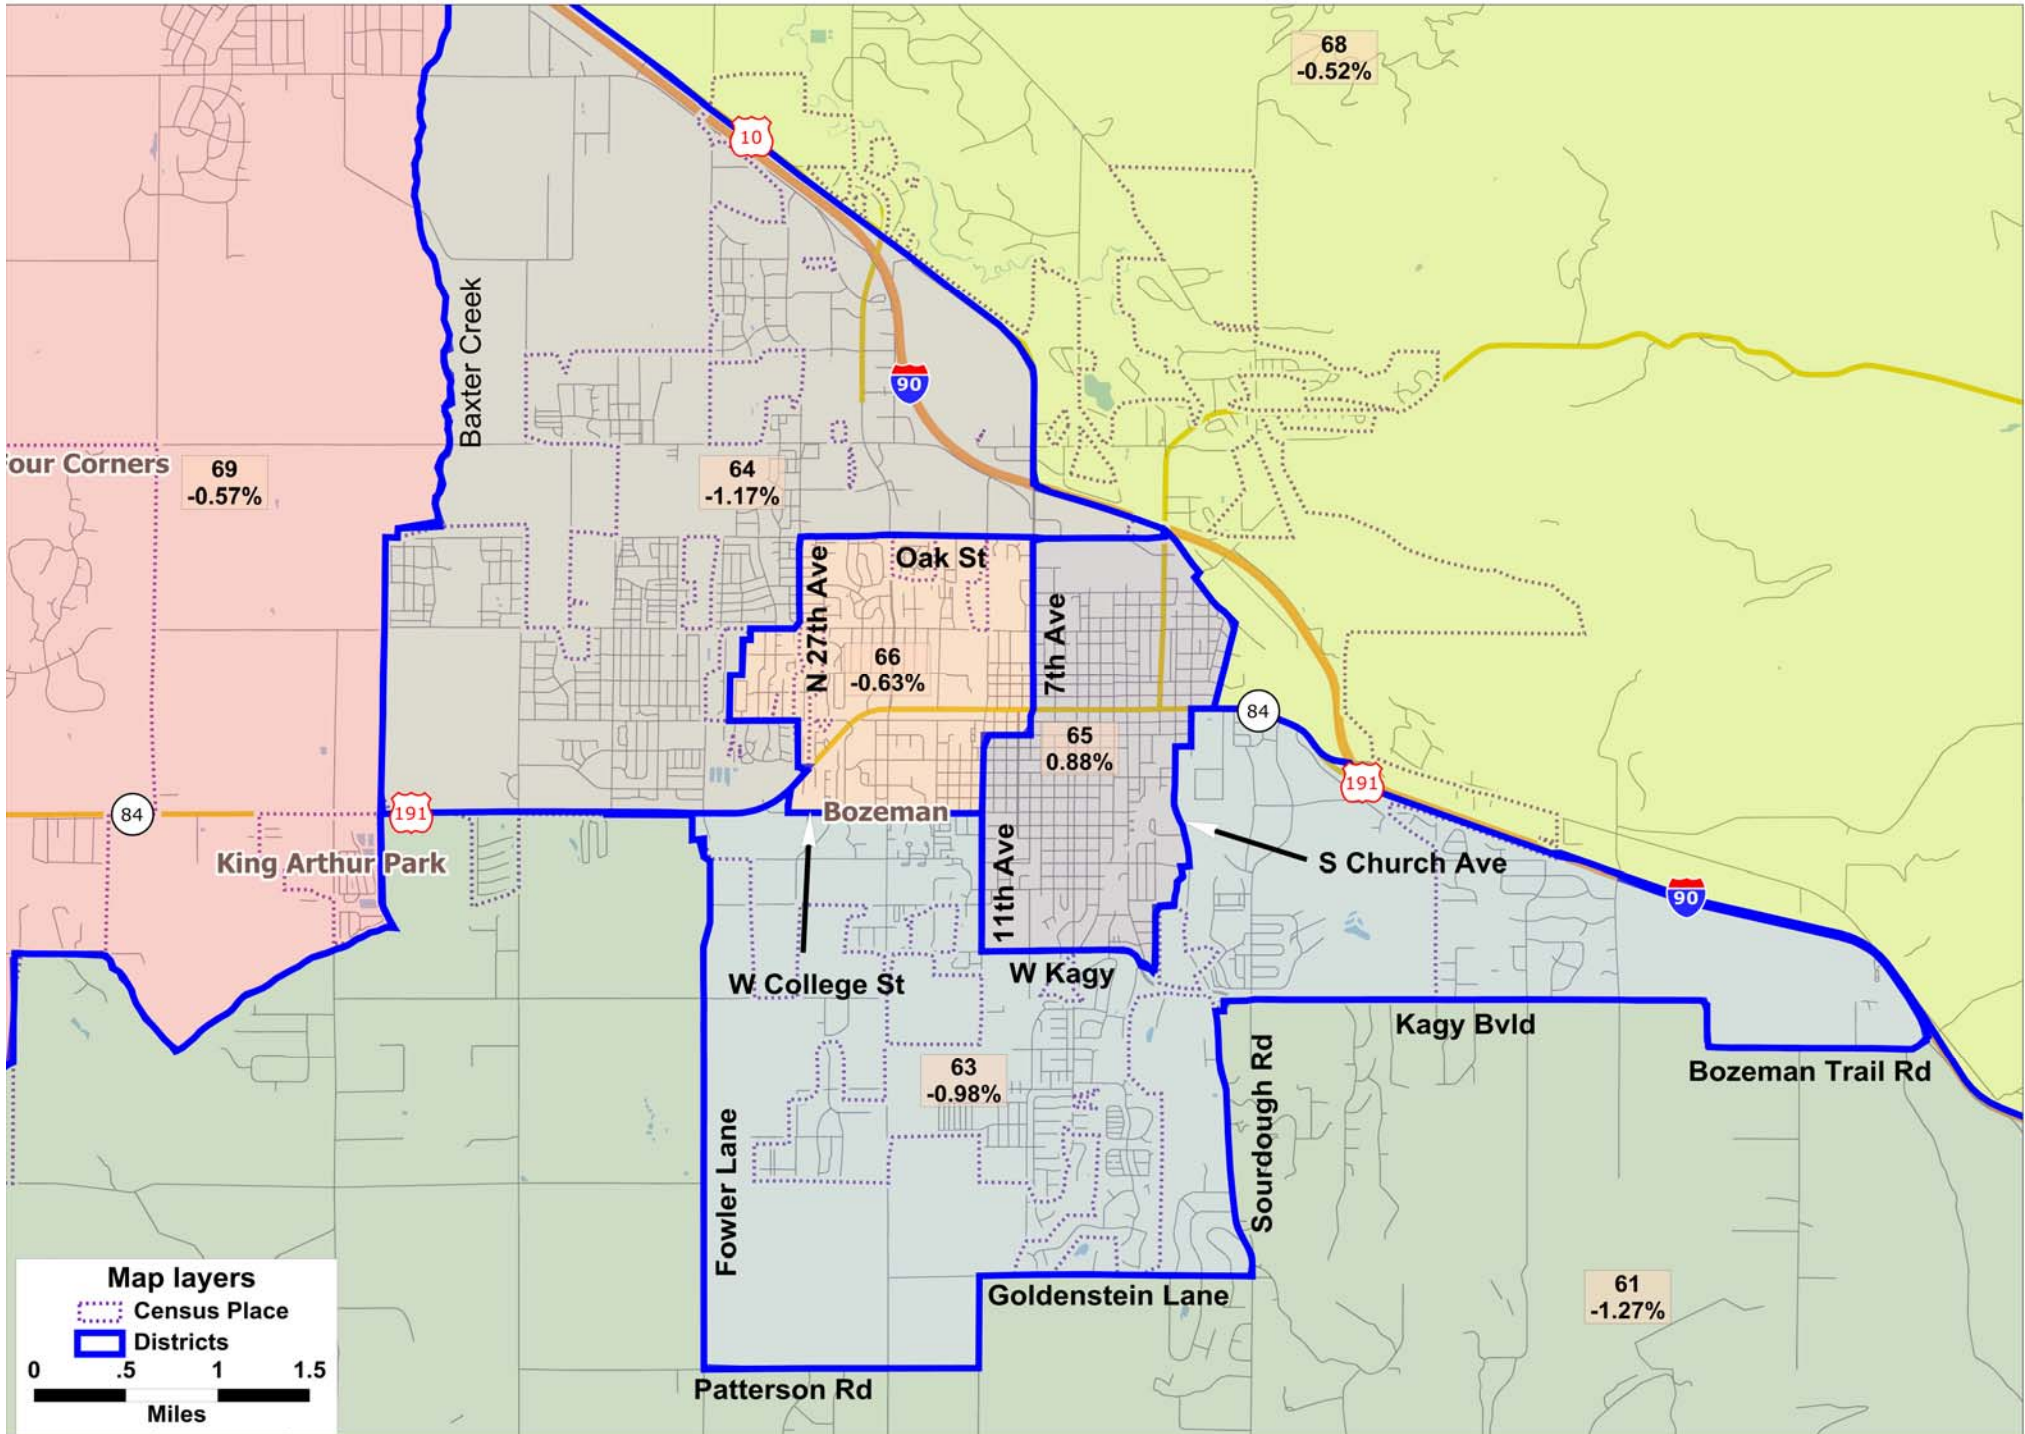 68
-0.52%
10
Baxter Creek
90
our Corners
69
-0.57%
64
-1.17%
Oak St
N 27th Ave
7th Ave
66
-0.63%
84
65
0.88%
191
84
191
Bozeman
King Arthur Park
11th Ave
S Church Ave
90
W College St
W Kagy
Kagy Bvld
Bozeman Trail Rd
63
-0.98%
Fowler Lane
Sourdough Rd
Goldenstein Lane
61
-1.27%
Patterson Rd
Map layers
Census Place
Districts
0 .5 1 1.5
Miles